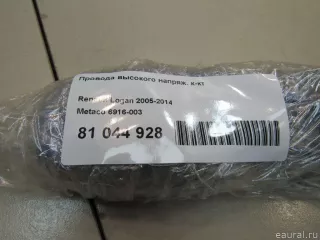 Провода высокого напряж. к-кт
Renault Logan 2005-2014
Metaco 6916-003
81 044 928
eaural.ru